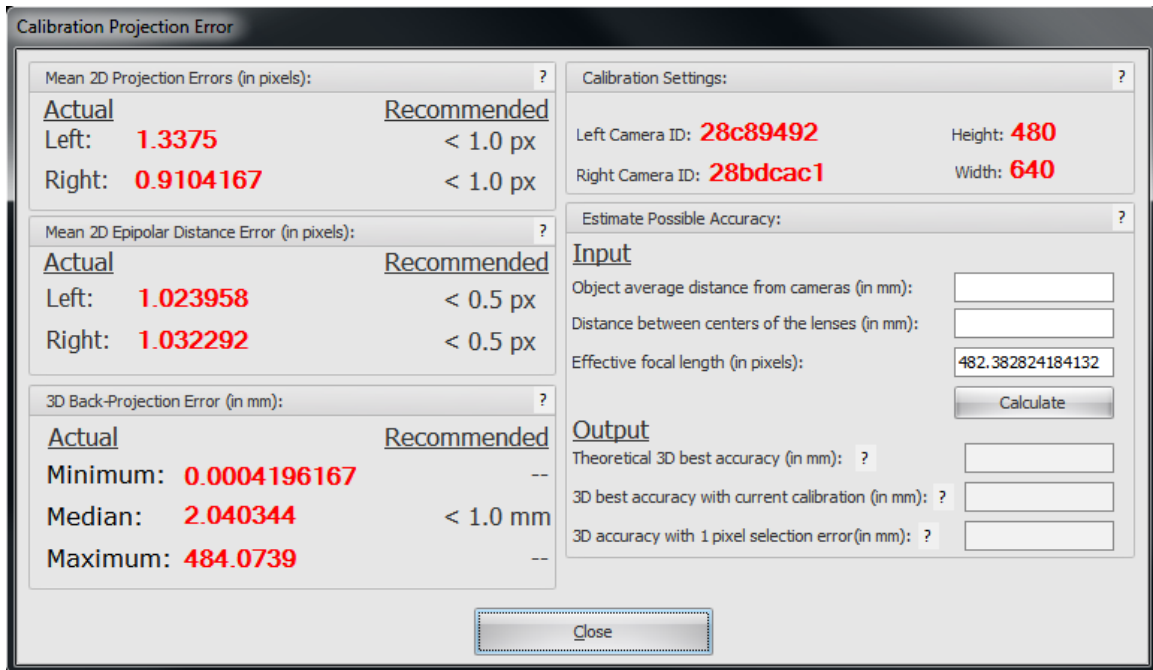 Calibration Projection Error
Mean 2D Projection Errors (in pixels): ?
Actual Recommended
Left: 1.3375 < 1.0 px
Right: 0.9104167 < 1.0 px
Mean 2D Epipolar Distance Error (in pixels): ?
Actual Recommended
Left: 1.023958 < 0.5 px
Right: 1.032292 < 0.5 px
3D Back-Projection Error (in mm): ?
Actual Recommended
Minimum: 0.0004196167 --
Median: 2.040344 < 1.0 mm
Maximum: 484.0739 --
Calibration Settings: ?
Left Camera ID: 28c89492 Height: 480
Right Camera ID: 28bdcac1 Width: 640
Estimate Possible Accuracy: ?
Input
Object average distance from cameras (in mm):
Distance between centers of the lenses (in mm):
Effective focal length (in pixels): 482.382824184132
Calculate
Output
Theoretical 3D best accuracy (in mm): ?
3D best accuracy with current calibration (in mm): ?
3D accuracy with 1 pixel selection error(in mm): ?
Close